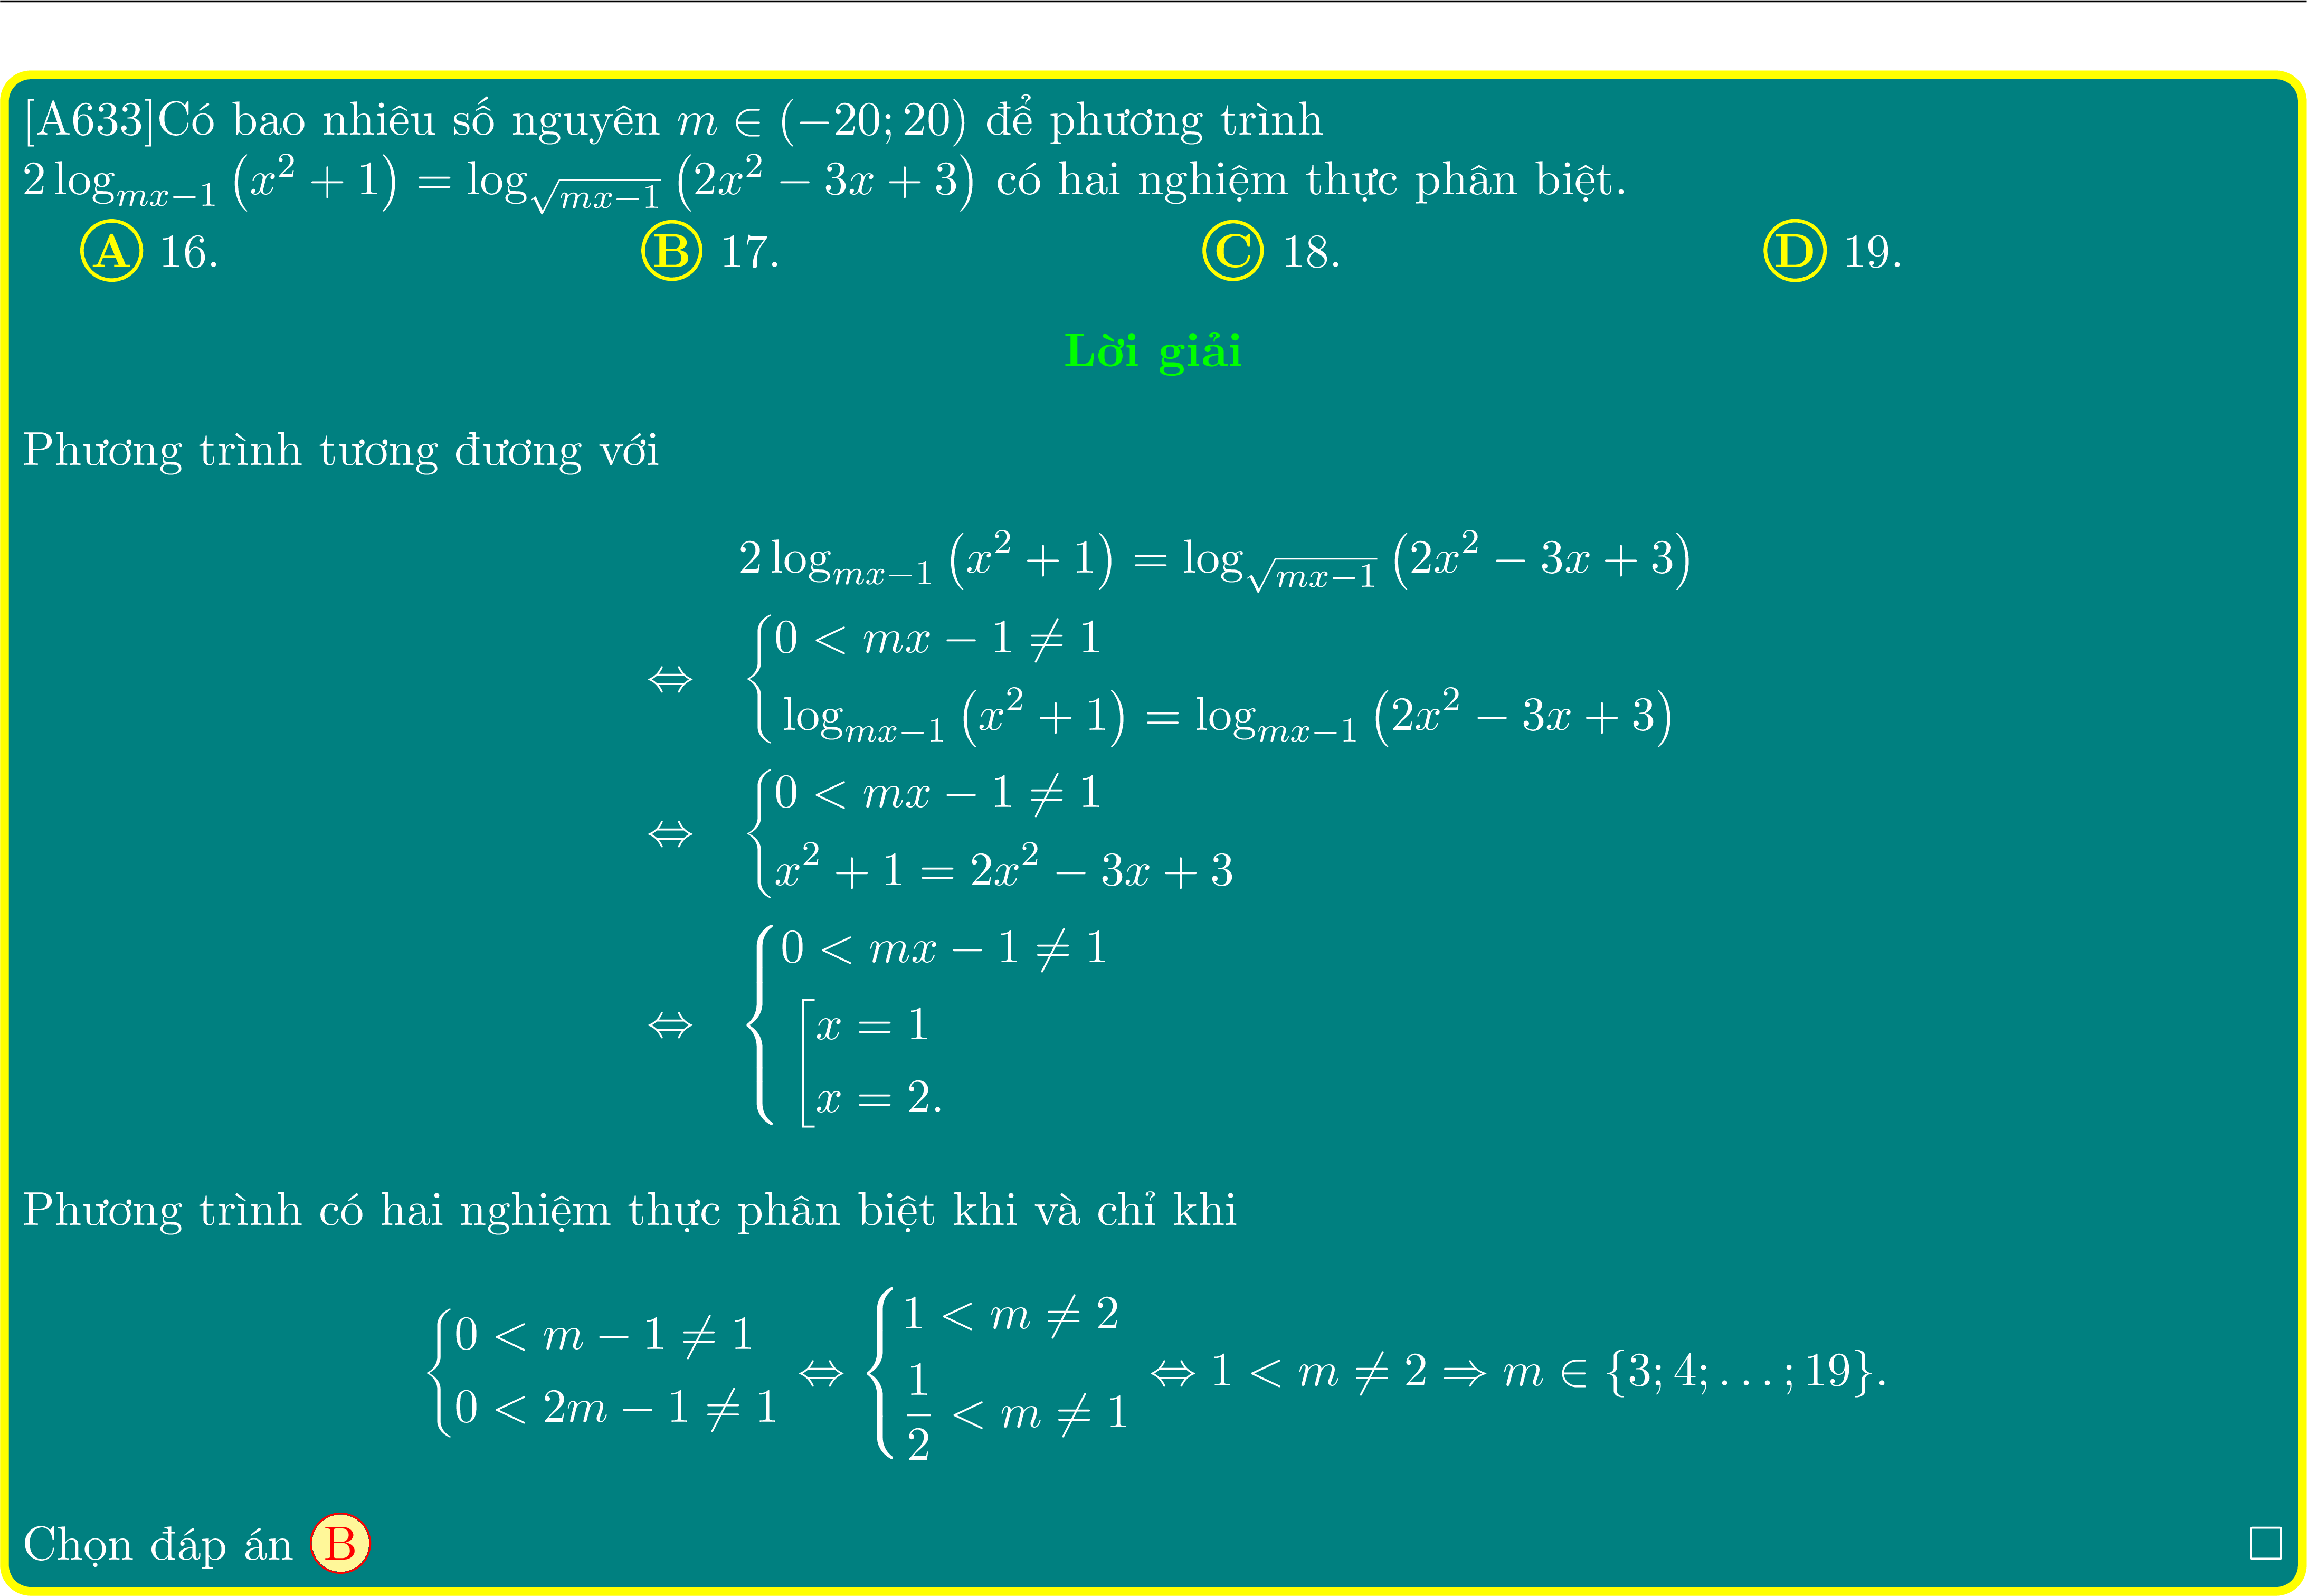 [A633]Có bao nhiêu số nguyên $m \in (-20; 20)$ để phương trình
$2\log_{mx-1}\left(x^2+1\right) = \log_{\sqrt{mx-1}}\left(2x^2-3x+3\right)$ có hai nghiệm thực phân biệt.
Ⓐ 16. Ⓑ 17. Ⓒ 18. Ⓓ 19.
Lời giải
Phương trình tương đương với
$2\log_{mx-1}\left(x^2+1\right) = \log_{\sqrt{mx-1}}\left(2x^2-3x+3\right)$
$\Leftrightarrow \begin{cases} 0 < mx-1 \neq 1 \\ \log_{mx-1}\left(x^2+1\right) = \log_{mx-1}\left(2x^2-3x+3\right) \end{cases}$
$\Leftrightarrow \begin{cases} 0 < mx-1 \neq 1 \\ x^2+1 = 2x^2-3x+3 \end{cases}$
$\Leftrightarrow \begin{cases} 0 < mx-1 \neq 1 \\ \left[\begin{array}{l} x=1 \\ x=2. \end{array}\right. \end{cases}$
Phương trình có hai nghiệm thực phân biệt khi và chỉ khi
$\begin{cases} 0 < m-1 \neq 1 \\ 0 < 2m-1 \neq 1 \end{cases} \Leftrightarrow \begin{cases} 1 < m \neq 2 \\ \dfrac{1}{2} < m \neq 1 \end{cases} \Leftrightarrow 1 < m \neq 2 \Rightarrow m \in \{3; 4; \ldots; 19\}.$
Chọn đáp án Ⓑ □